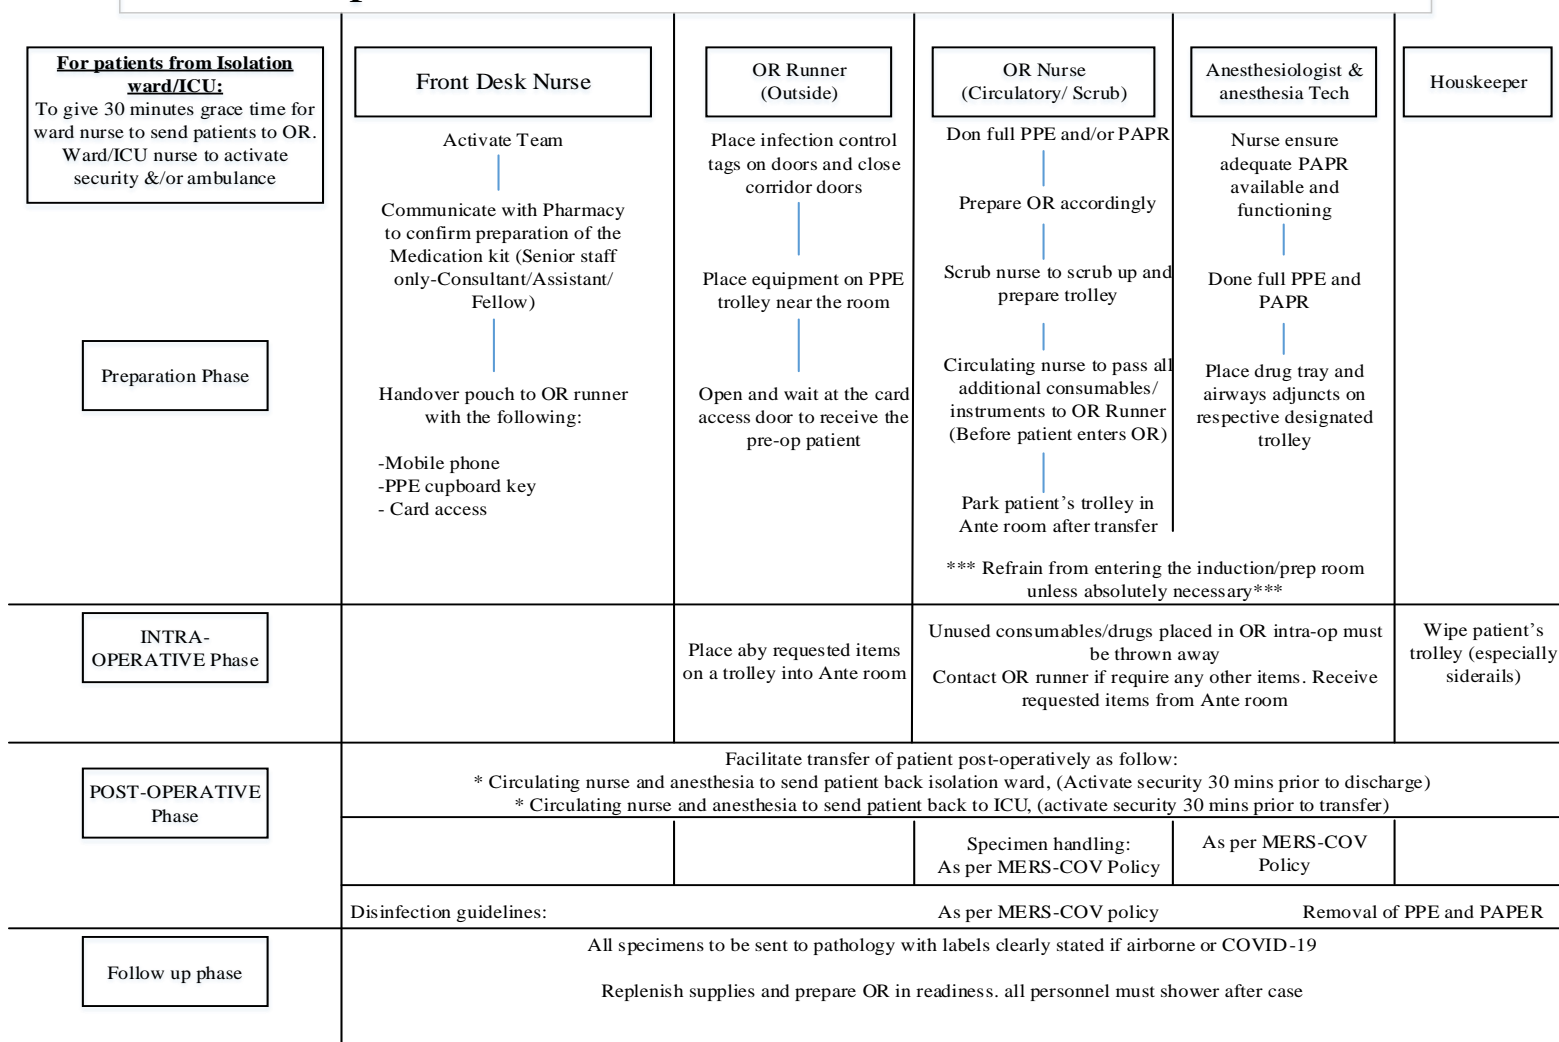 For patients from Isolation
ward/ICU:
To give 30 minutes grace time for
ward nurse to send patients to OR.
Ward/ICU nurse to activate
security &/or ambulance
Front Desk Nurse
OR Runner
(Outside)
OR Nurse
(Circulatory/ Scrub)
Anesthesiologist &
anesthesia Tech
Houskeeper
Preparation Phase
Activate Team
Communicate with Pharmacy
to confirm preparation of the
Medication kit (Senior staff
only-Consultant/Assistant/
Fellow)
Handover pouch to OR runner
with the following:
-Mobile phone
-PPE cupboard key
- Card access
Place infection control
tags on doors and close
corridor doors
Place equipment on PPE
trolley near the room
Open and wait at the card
access door to receive the
pre-op patient
Don full PPE and/or PAPR
Prepare OR accordingly
Scrub nurse to scrub up and
prepare trolley
Circulating nurse to pass all
additional consumables/
instruments to OR Runner
(Before patient enters OR)
Park patient’s trolley in
Ante room after transfer
Nurse ensure
adequate PAPR
available and
functioning
Done full PPE and
PAPR
Place drug tray and
airways adjuncts on
respective designated
trolley
*** Refrain from entering the induction/prep room
unless absolutely necessary***
INTRA-
OPERATIVE Phase
Place aby requested items
on a trolley into Ante room
Unused consumables/drugs placed in OR intra-op must
be thrown away
Contact OR runner if require any other items. Receive
requested items from Ante room
Wipe patient’s
trolley (especially
siderails)
POST-OPERATIVE
Phase
Facilitate transfer of patient post-operatively as follow:
* Circulating nurse and anesthesia to send patient back isolation ward, (Activate security 30 mins prior to discharge)
* Circulating nurse and anesthesia to send patient back to ICU, (activate security 30 mins prior to transfer)
Specimen handling:
As per MERS-COV Policy
As per MERS-COV
Policy
Disinfection guidelines:
As per MERS-COV policy
Removal of PPE and PAPER
Follow up phase
All specimens to be sent to pathology with labels clearly stated if airborne or COVID-19
Replenish supplies and prepare OR in readiness. all personnel must shower after case